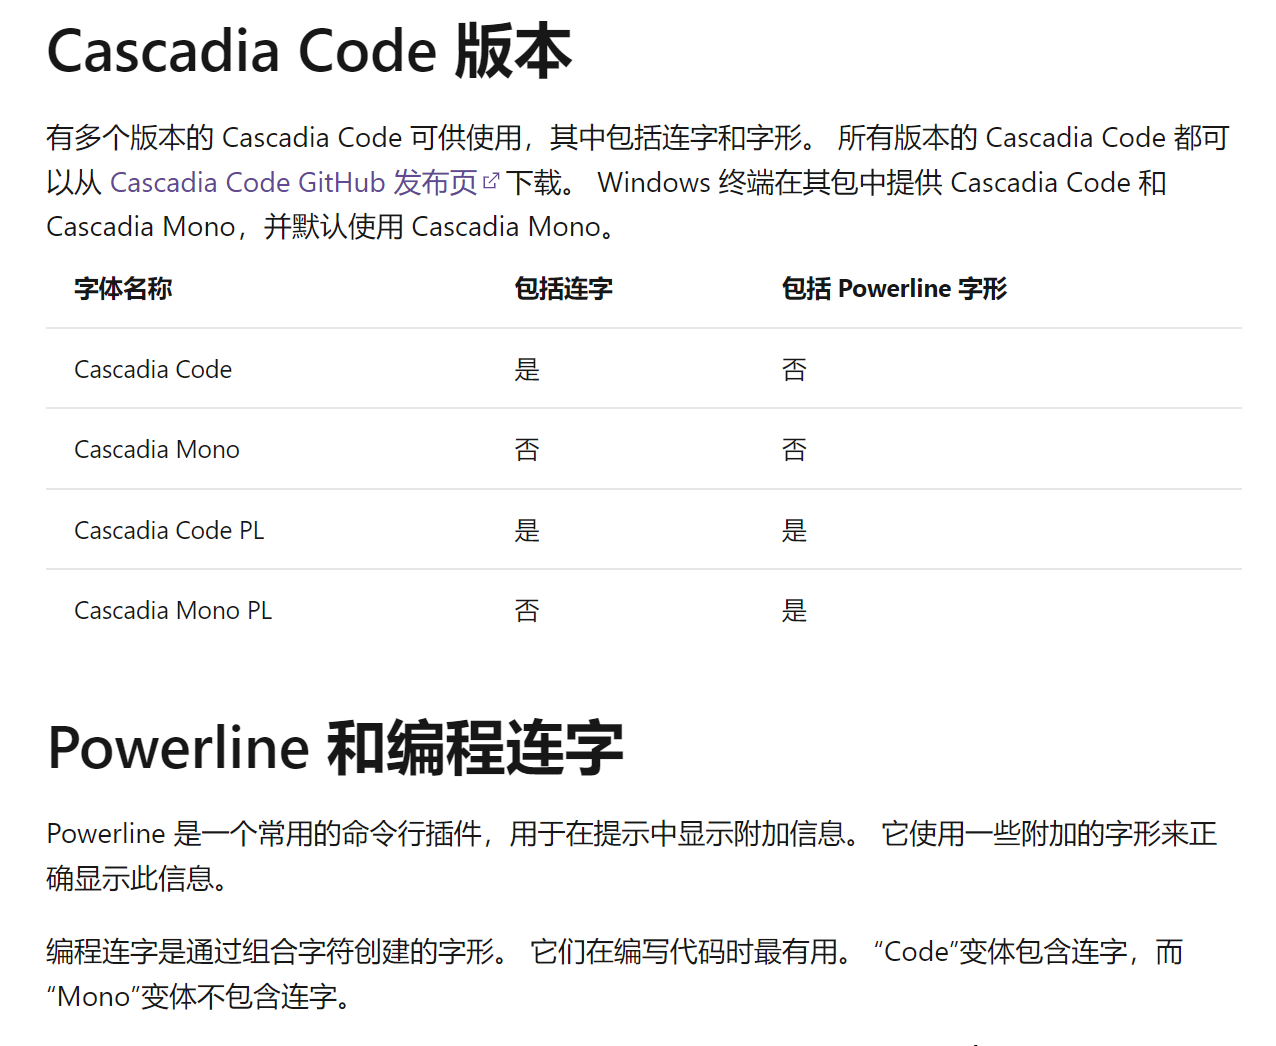 Cascadia Code 版本
有多个版本的 Cascadia Code 可供使用，其中包括连字和字形。 所有版本的 Cascadia Code 都可
以从 Cascadia Code GitHub 发布页 下载。 Windows 终端在其包中提供 Cascadia Code 和
Cascadia Mono，并默认使用 Cascadia Mono。
字体名称 包括连字 包括 Powerline 字形
Cascadia Code 是 否
Cascadia Mono 否 否
Cascadia Code PL 是 是
Cascadia Mono PL 否 是
Powerline 和编程连字
Powerline 是一个常用的命令行插件，用于在提示中显示附加信息。 它使用一些附加的字形来正
确显示此信息。
编程连字是通过组合字符创建的字形。 它们在编写代码时最有用。 “Code”变体包含连字，而
“Mono”变体不包含连字。